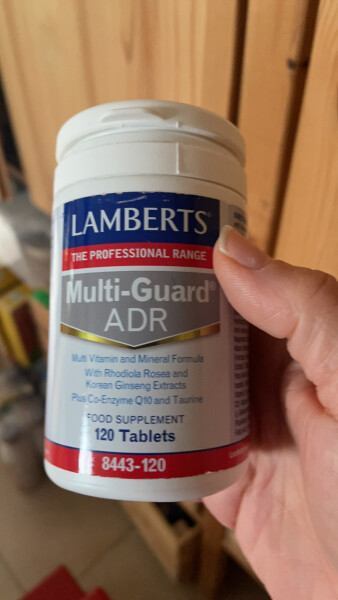 LAMBERTS®
THE PROFESSIONAL RANGE
Multi-Guard®
ADR
Multi Vitamin and Mineral Formula
With Rhodiola Rosea and
Korean Ginseng Extracts
Plus Co-Enzyme Q10 and Taurine
FOOD SUPPLEMENT
120 Tablets
8443-120